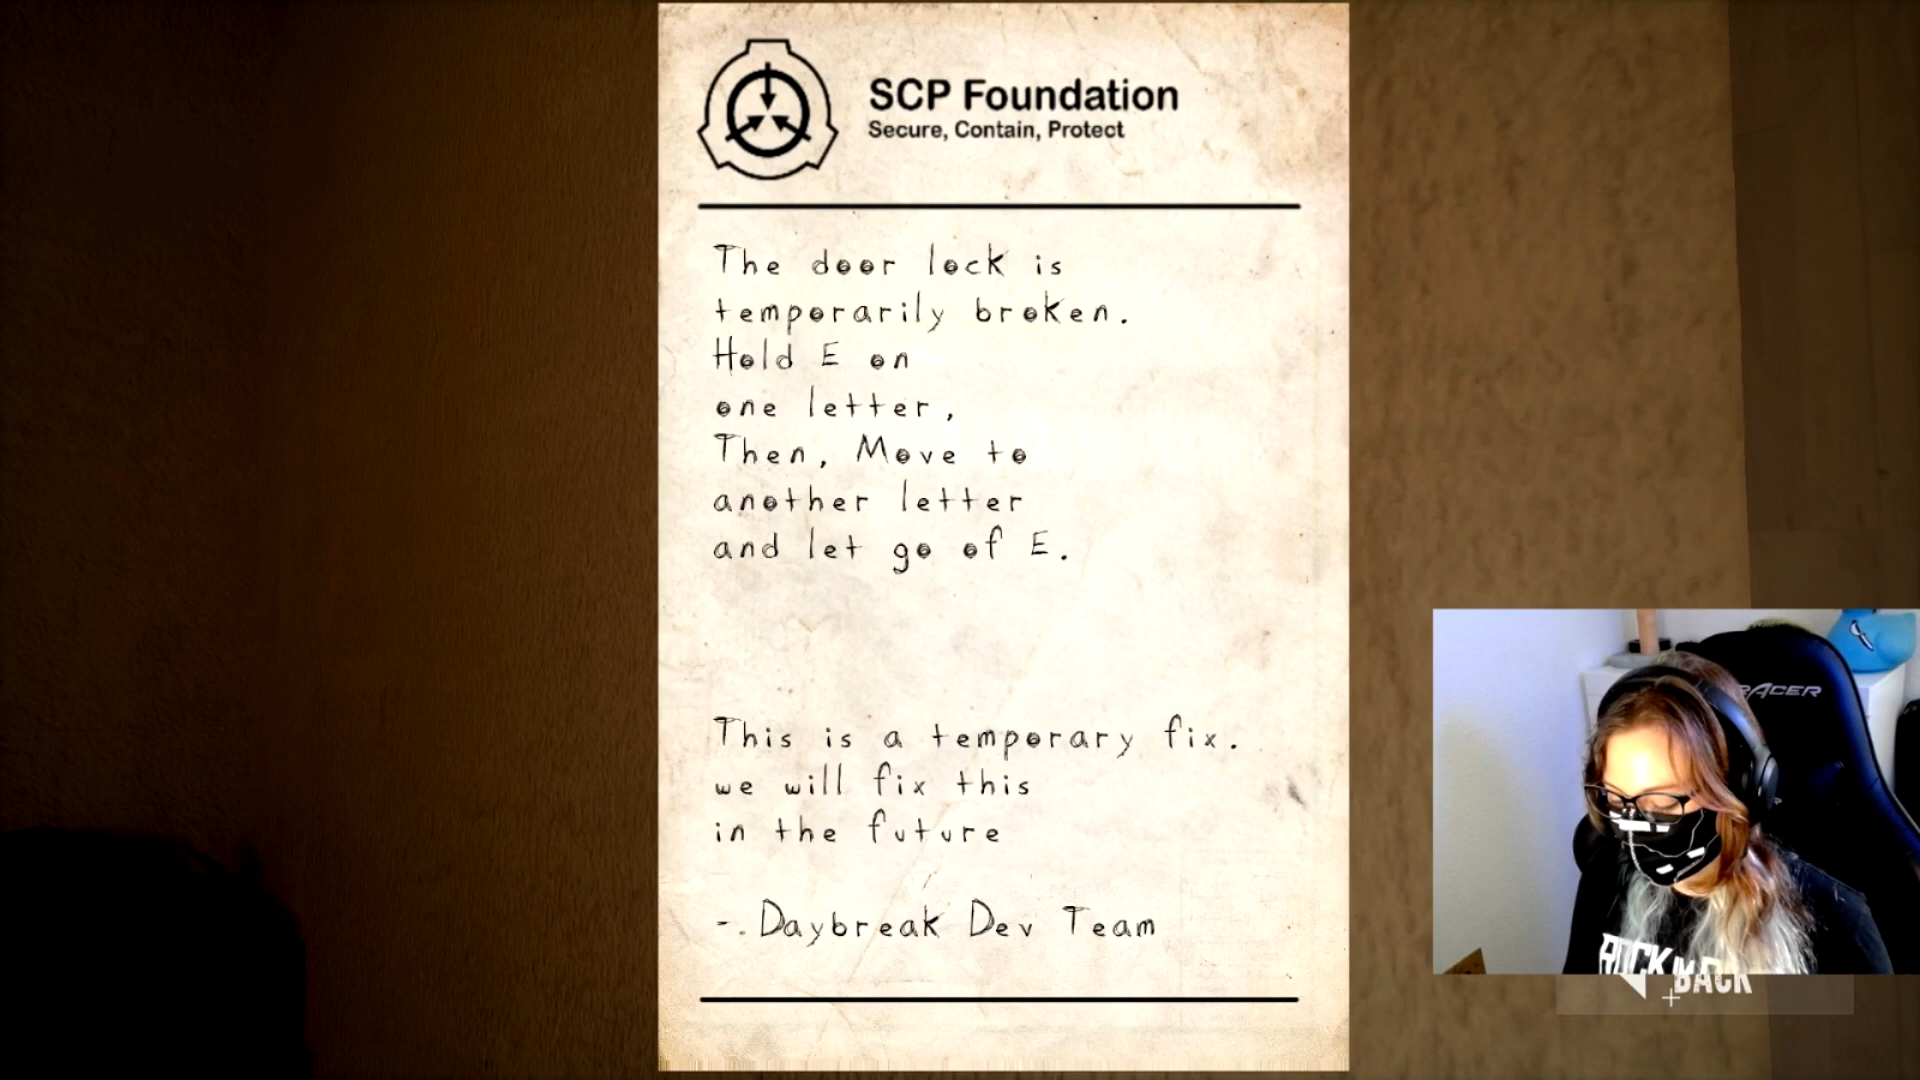 SCP Foundation
Secure, Contain, Protect
The door lock is
temporarily broken.
Hold E on
one letter,
Then, Move to
another letter
and let go of E.
This is a temporary fix.
we will fix this
in the future
-.Daybreak Dev Team
RACER
ROCK
BACK